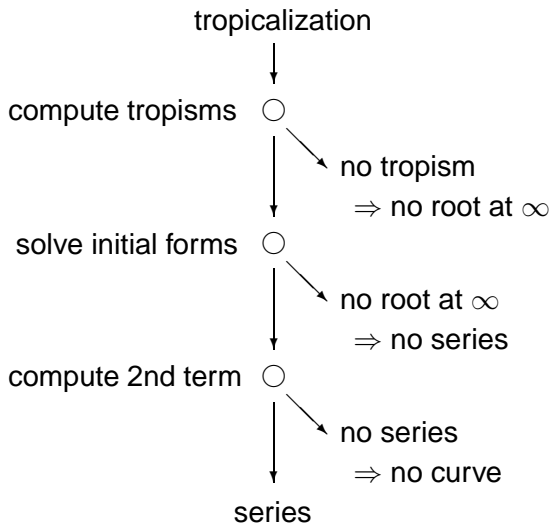 tropicalization
compute tropisms
no tropism
⇒ no root at ∞
solve initial forms
no root at ∞
⇒ no series
compute 2nd term
no series
⇒ no curve
series